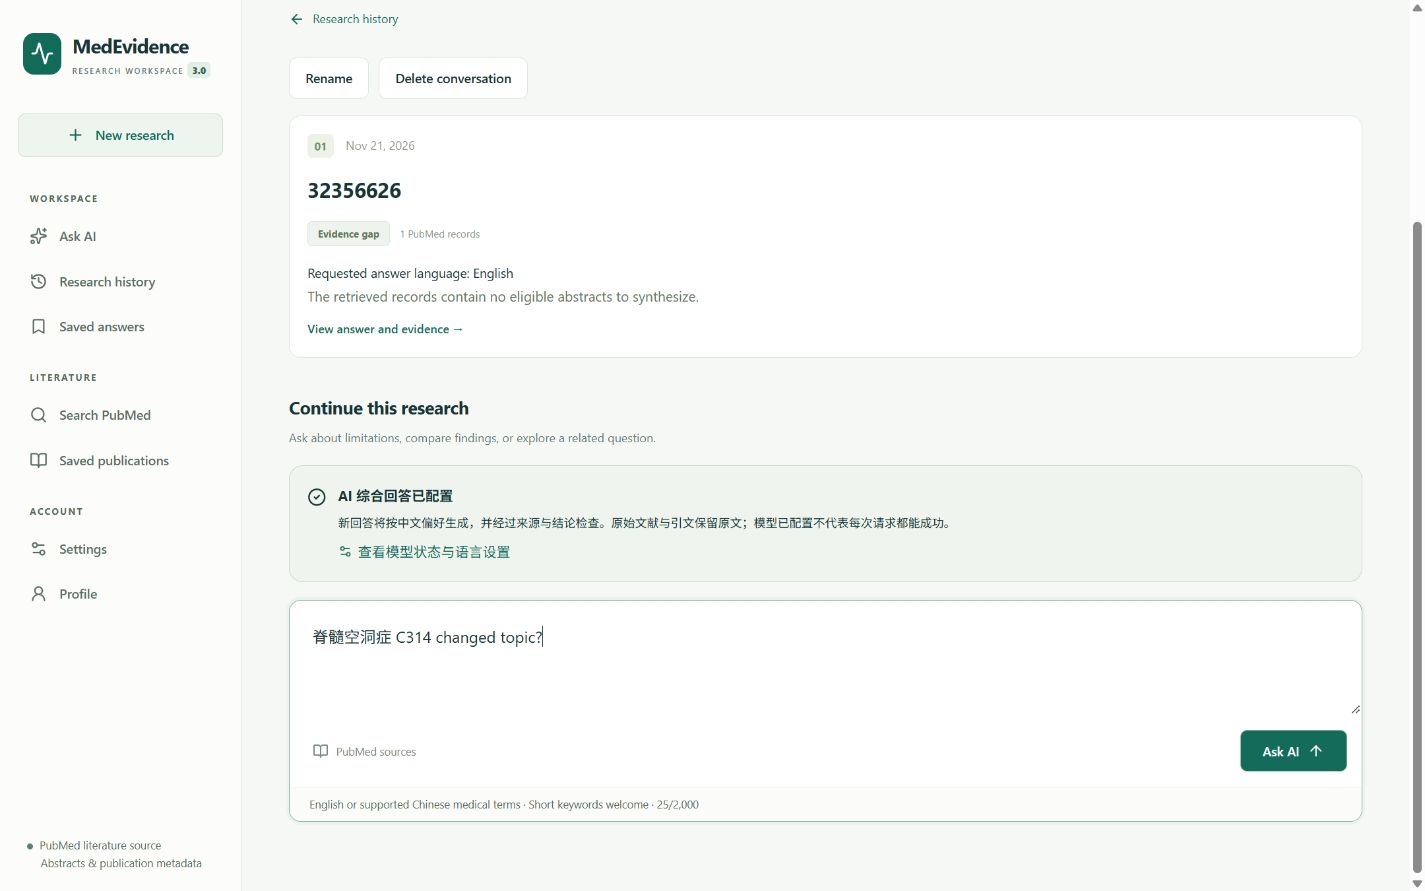 MedEvidence
RESEARCH WORKSPACE 3.0
+ New research
WORKSPACE
Ask AI
Research history
Saved answers
LITERATURE
Search PubMed
Saved publications
ACCOUNT
Settings
Profile
PubMed literature source
Abstracts & publication metadata
← Research history
Rename
Delete conversation
01 Nov 21, 2026
32356626
Evidence gap 1 PubMed records
Requested answer language: English
The retrieved records contain no eligible abstracts to synthesize.
View answer and evidence →
Continue this research
Ask about limitations, compare findings, or explore a related question.
AI 综合回答已配置
新回答将按中文偏好生成，并经过来源与结论检查。原始文献与引文保留原文；模型已配置不代表每次请求都能成功。
查看模型状态与语言设置
脊髓空洞症 C314 changed topic?
PubMed sources
Ask AI ↑
English or supported Chinese medical terms · Short keywords welcome · 25/2,000